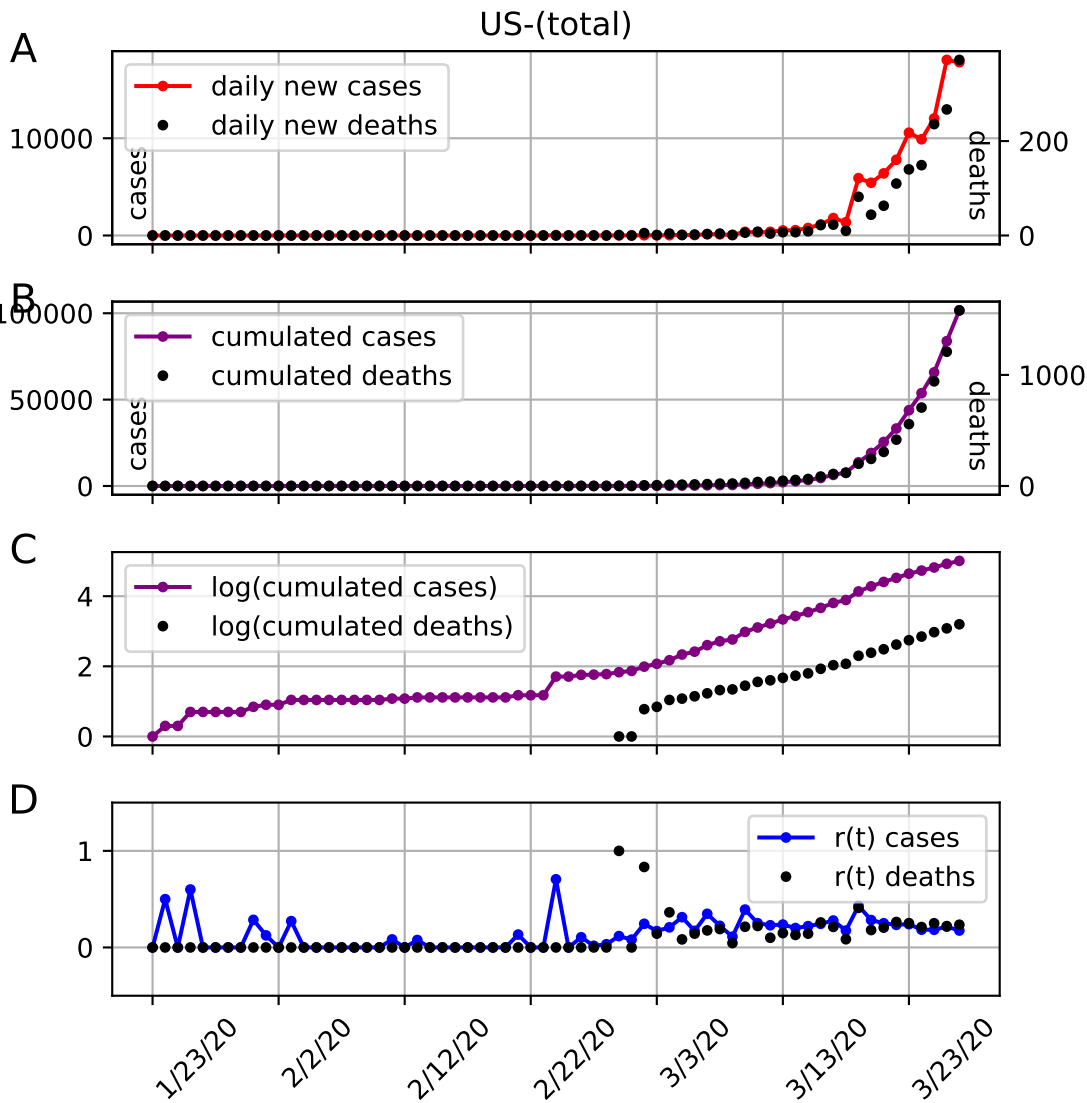 US-(total)
A
daily new cases
daily new deaths
10000
0
cases
200
0
deaths
B
100000
50000
0
cumulated cases
cumulated deaths
cases
1000
0
deaths
C
4
2
0
log(cumulated cases)
log(cumulated deaths)
D
1
0
r(t) cases
r(t) deaths
1/23/20
2/2/20
2/12/20
2/22/20
3/3/20
3/13/20
3/23/20